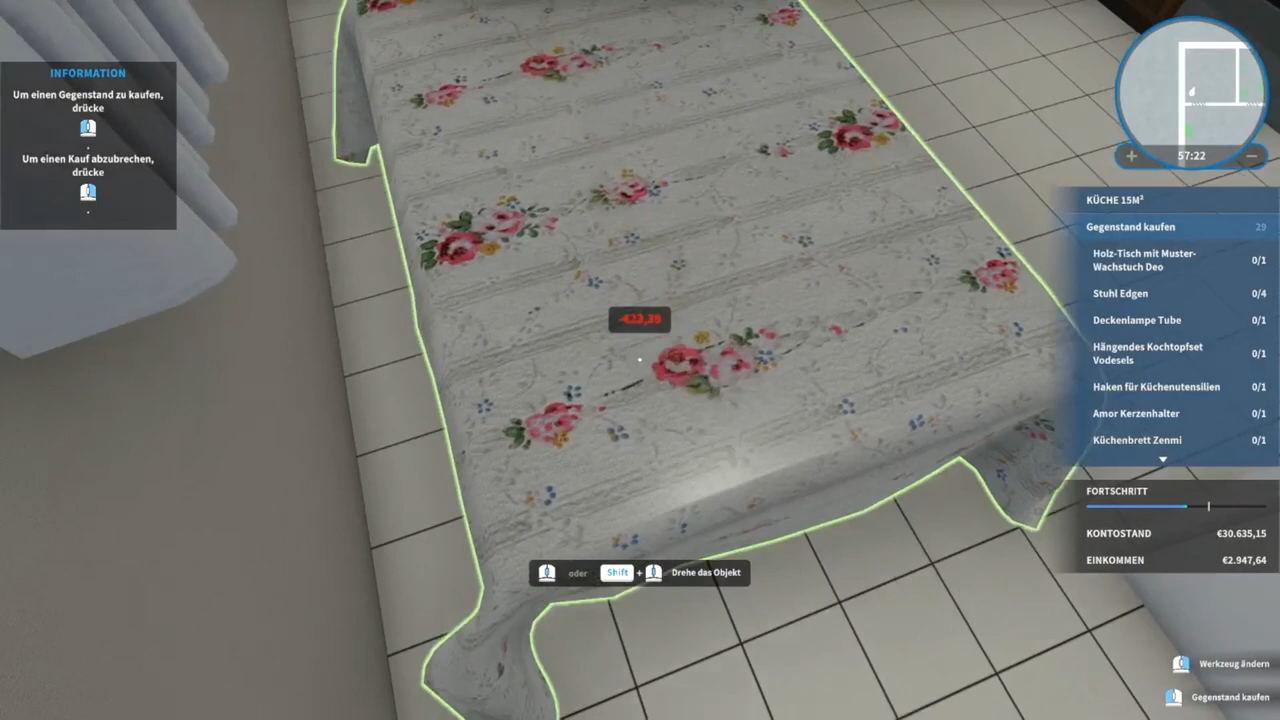 INFORMATION
Um einen Gegenstand zu kaufen,
drücke
.
Um einen Kauf abzubrechen,
drücke
.
57:22
KÜCHE 15M²
Gegenstand kaufen 29
Holz-Tisch mit Muster-
Wachstuch Deo 0/1
Stuhl Edgen 0/4
Deckenlampe Tube 0/1
Hängendes Kochtopfset
Vodesels 0/1
Haken für Küchenutensilien 0/1
Amor Kerzenhalter 0/1
Küchenbrett Zenmi 0/1
-€23,39
FORTSCHRITT
KONTOSTAND €30.635,15
EINKOMMEN €2.947,64
oder Shift + Drehe das Objekt
Werkzeug ändern
Gegenstand kaufen